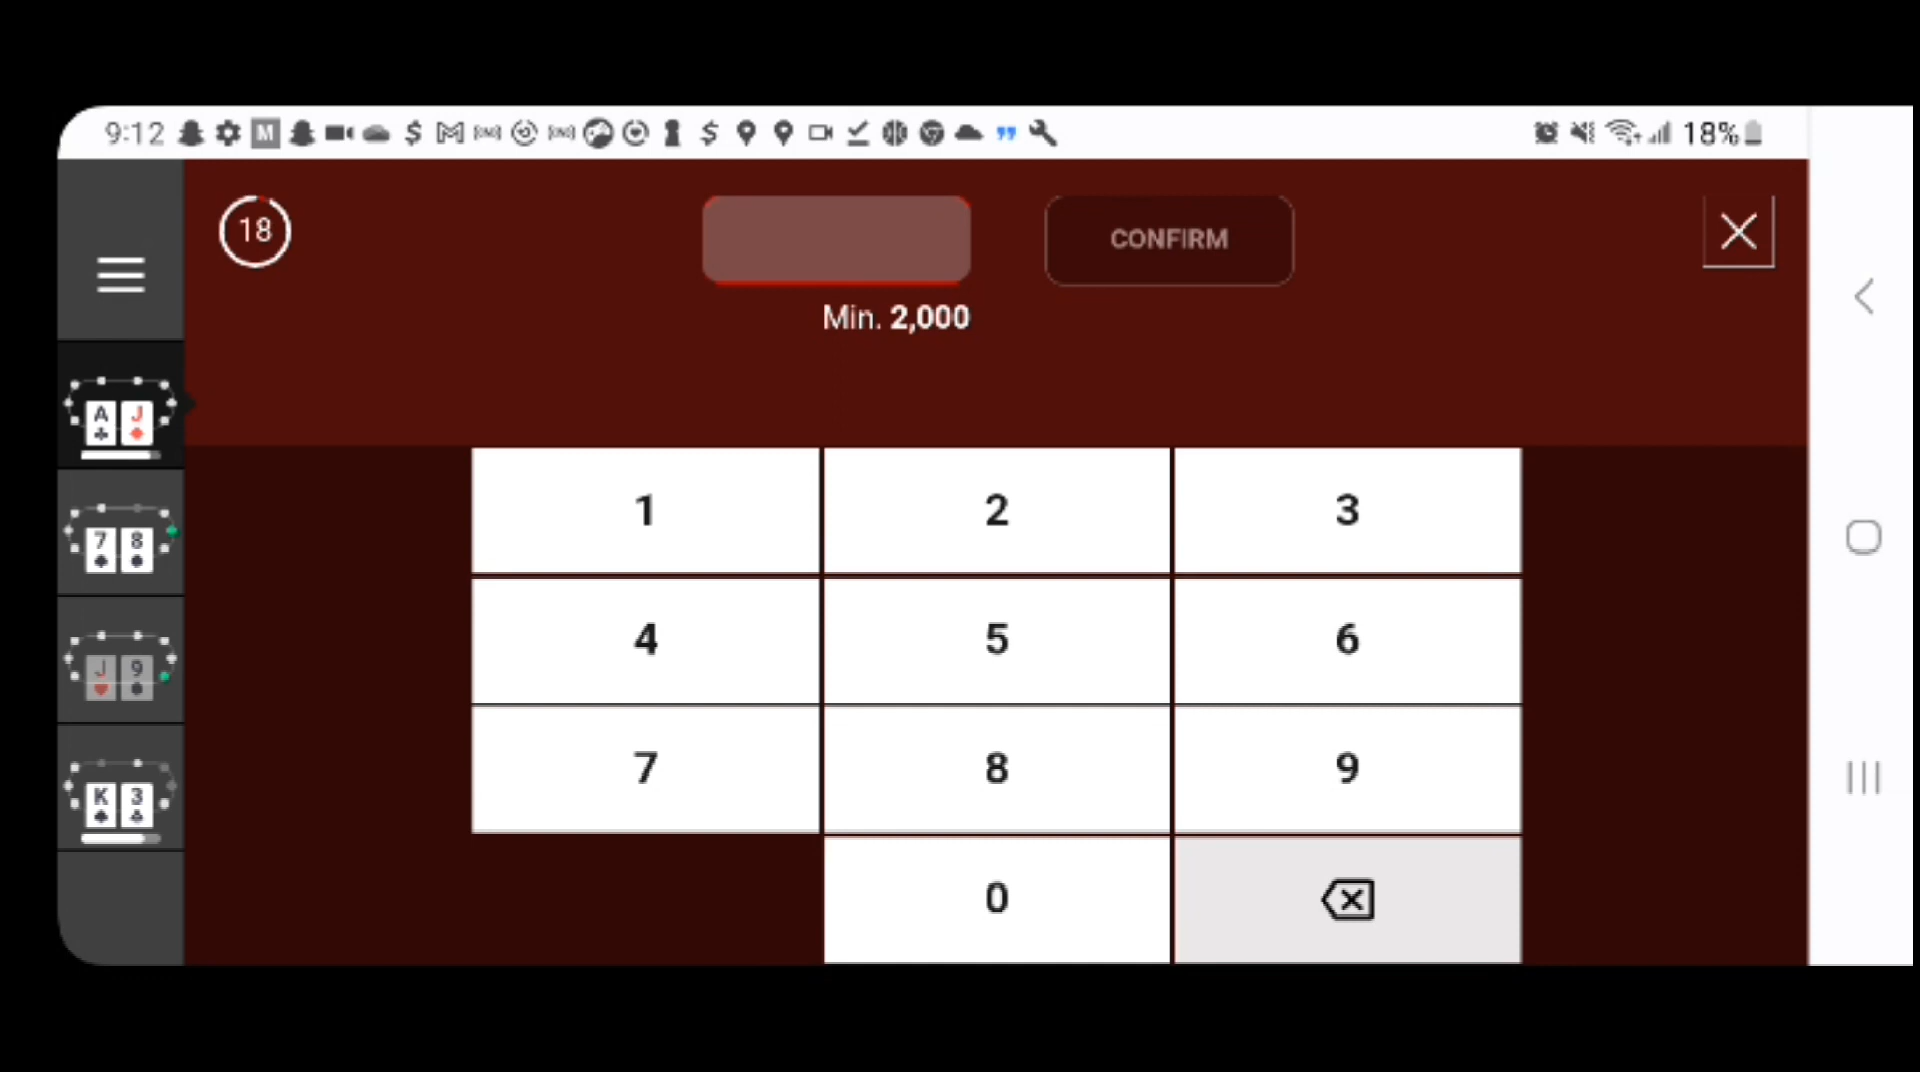 9:12
18%
18
CONFIRM
Min. 2,000
A J
7 8
J 9
K 3
1 2 3
4 5 6
7 8 9
0